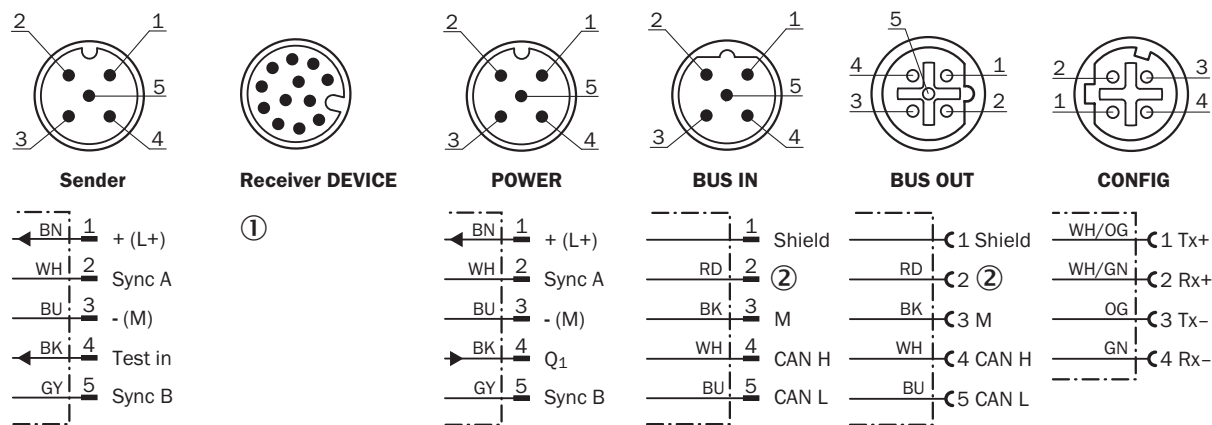 2 1
5
3 4
Sender
BN 1 + (L+)
WH 2 Sync A
BU 3 - (M)
BK 4 Test in
GY 5 Sync B
Receiver DEVICE
①
2 1
5
3 4
POWER
BN 1 + (L+)
WH 2 Sync A
BU 3 - (M)
BK 4 Q₁
GY 5 Sync B
2 1
5
3 4
BUS IN
1 Shield
RD 2 ②
BK 3 M
WH 4 CAN H
BU 5 CAN L
5
4 1
3 2
BUS OUT
1 Shield
RD 2 ②
BK 3 M
WH 4 CAN H
BU 5 CAN L
2 3
1 4
CONFIG
WH/OG 1 Tx+
WH/GN 2 Rx+
OG 3 Tx–
GN 4 Rx–